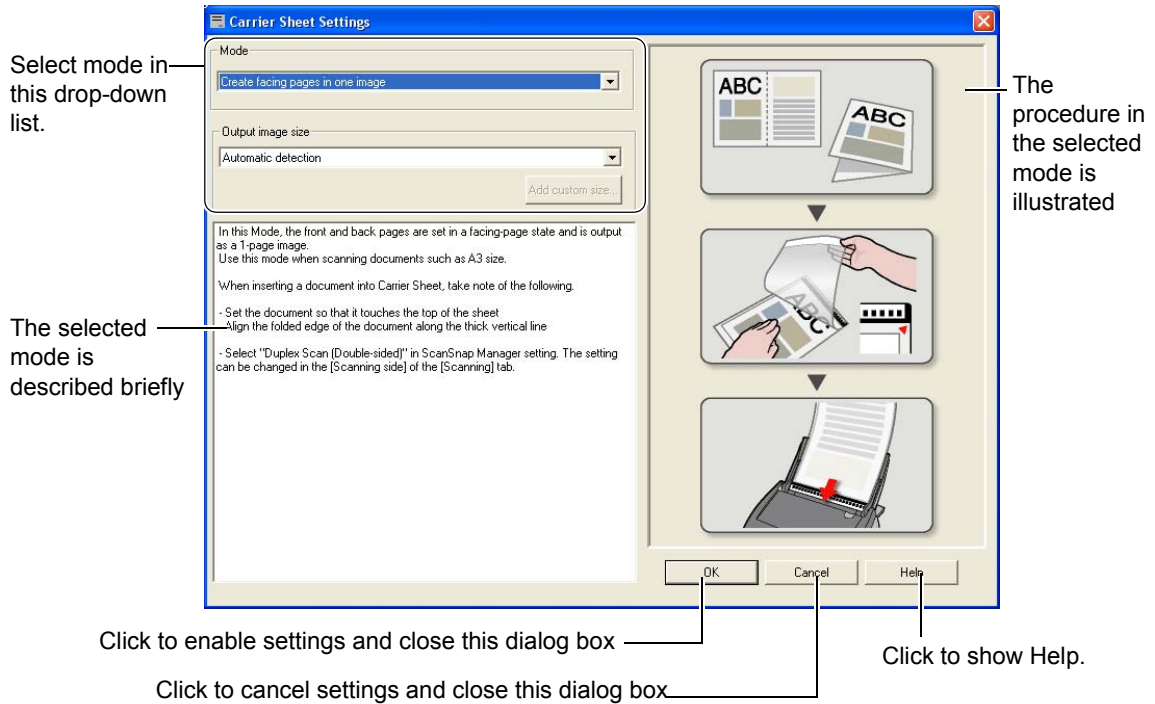 Carrier Sheet Settings
Select mode in
this drop-down
list.
Mode
Create facing pages in one image
Output image size
Automatic detection
Add custom size...
In this Mode, the front and back pages are set in a facing-page state and is output
as a 1-page image.
Use this mode when scanning documents such as A3 size.
When inserting a document into Carrier Sheet, take note of the following.
- Set the document so that it touches the top of the sheet
- Align the folded edge of the document along the thick vertical line
- Select "Duplex Scan (Double-sided)" in ScanSnap Manager setting. The setting
can be changed in the [Scanning side] of the [Scanning] tab.
The selected
mode is
described briefly
ABC
ABC
ABC
The
procedure in
the selected
mode is
illustrated
OK
Cancel
Help
Click to enable settings and close this dialog box
Click to show Help.
Click to cancel settings and close this dialog box